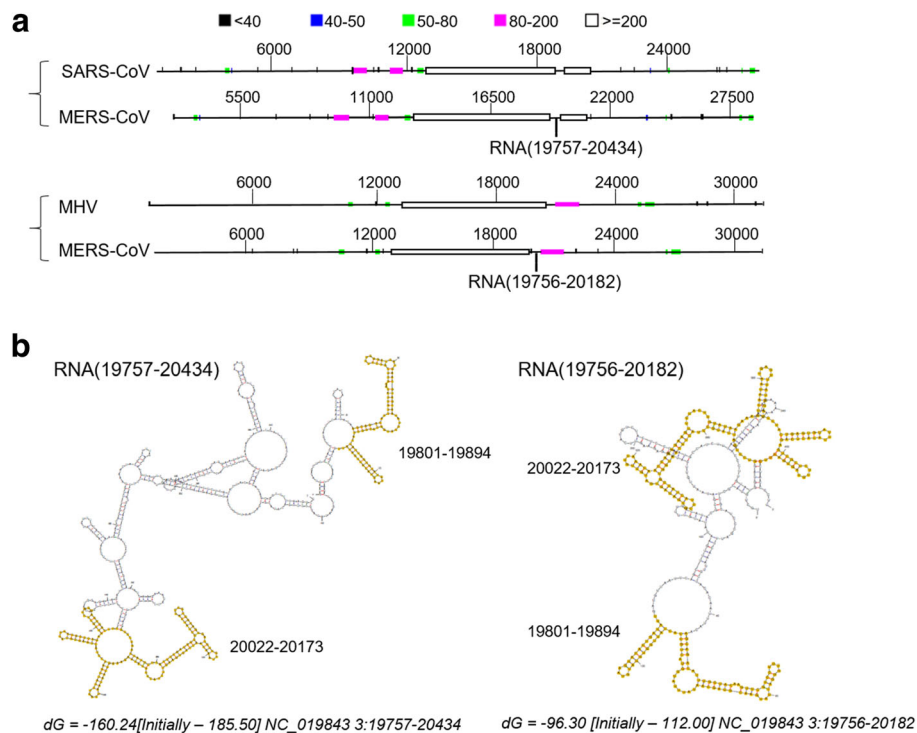 a
<40 40-50 50-80 80-200 >=200
6000 12000 18000 24000
SARS-CoV
5500 11000 16500 22000 27500
MERS-CoV
RNA(19757-20434)
6000 12000 18000 24000 30000
MHV
6000 12000 18000 24000 30000
MERS-CoV
RNA(19756-20182)
b
RNA(19757-20434)
RNA(19756-20182)
19801-19894
20022-20173
19801-19894
20022-20173
dG = -160.24[Initially – 185.50] NC_019843 3:19757-20434
dG = -96.30 [Initially – 112.00] NC_019843 3:19756-20182